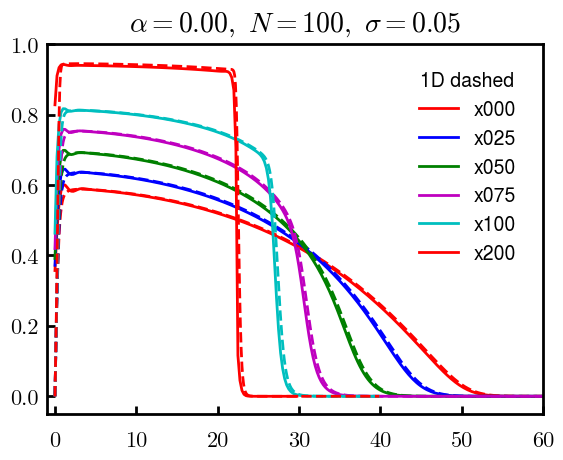 α = 0.00, N = 100, σ = 0.05
1.0
0.8
0.6
0.4
0.2
0.0
1D dashed
x000
x025
x050
x075
x100
x200
0 10 20 30 40 50 60